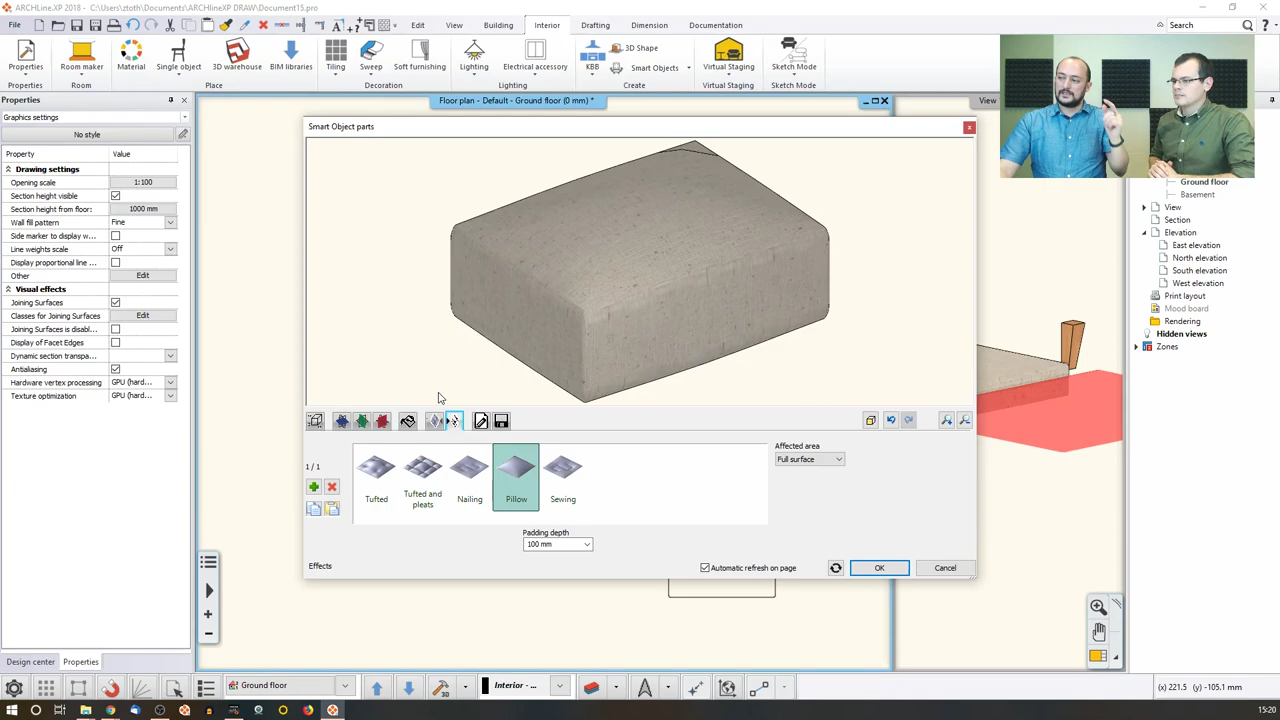 ARCHLine.XP - C:\Users\ztoth\Documents\ARCHlineXP DRAW\Document15.pro
File
Edit
View
Building
Interior
Drafting
Dimension
Documentation
Search
Properties
Room maker
Material
Single object
3D warehouse
BIM libraries
Tiling
Sweep
Soft furnishing
Lighting
Electrical accessory
KBB
3D Shape
Smart Objects
Virtual Staging
Sketch Mode
Properties
Room
Place
Decoration
Lighting
Create
Virtual Staging
Sketch Mode
Properties
Graphics settings
No style
Property
Value
Drawing settings
Opening scale
1:100
Section height visible
Section height from floor:
1000 mm
Wall fill pattern
Fine
Side marker to display w...
Line weights scale
Off
Display proportional line ...
Other
Edit
Visual effects
Joining Surfaces
Classes for Joining Surfaces
Edit
Joining Surfaces is disabl...
Display of Facet Edges
Dynamic section transpa...
Antialiasing
Hardware vertex processing
GPU (hard...
Texture optimization
GPU (hard...
Design center
Properties
Floor plan - Default - Ground floor (0 mm) *
View
Smart Object parts
1 / 1
Tufted
Tufted and pleats
Nailing
Pillow
Sewing
Affected area
Full surface
Padding depth
100 mm
Effects
Automatic refresh on page
OK
Cancel
Ground floor
Basement
View
Section
Elevation
East elevation
North elevation
South elevation
West elevation
Print layout
Mood board
Rendering
Hidden views
Zones
Ground floor
Interior - ...
(x) 221.5 (y) -105.1 mm
15:20